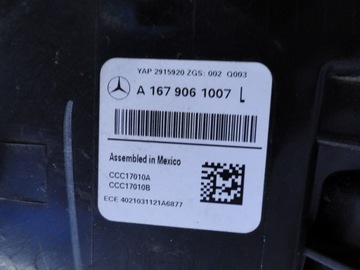 YAP 2915920 ZGS: 002 Q003
A 167 906 1007 L
Assembled in Mexico
CCC17010A
CCC17010B
ECE 4021031121A6877